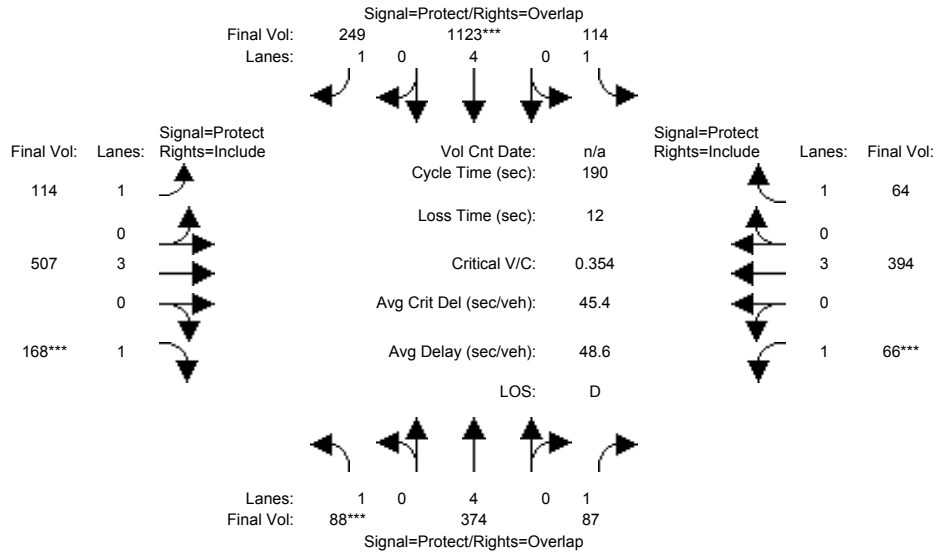 Signal=Protect/Rights=Overlap
Final Vol: 249 1123*** 114
Lanes: 1 0 4 0 1
Signal=Protect Signal=Protect
Final Vol: Lanes: Rights=Include Vol Cnt Date: n/a Rights=Include Lanes: Final Vol:
Cycle Time (sec): 190
114 1 1 64
Loss Time (sec): 12
0 0
507 3 Critical V/C: 0.354 3 394
0 Avg Crit Del (sec/veh): 45.4 0
168*** 1 Avg Delay (sec/veh): 48.6 1 66***
LOS: D
Lanes: 1 0 4 0 1
Final Vol: 88*** 374 87
Signal=Protect/Rights=Overlap